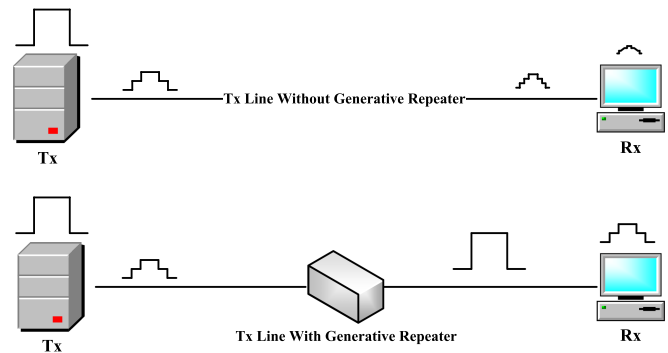 Tx Line Without Generative Repeater
Tx
Rx
Tx Line With Generative Repeater
Tx
Rx